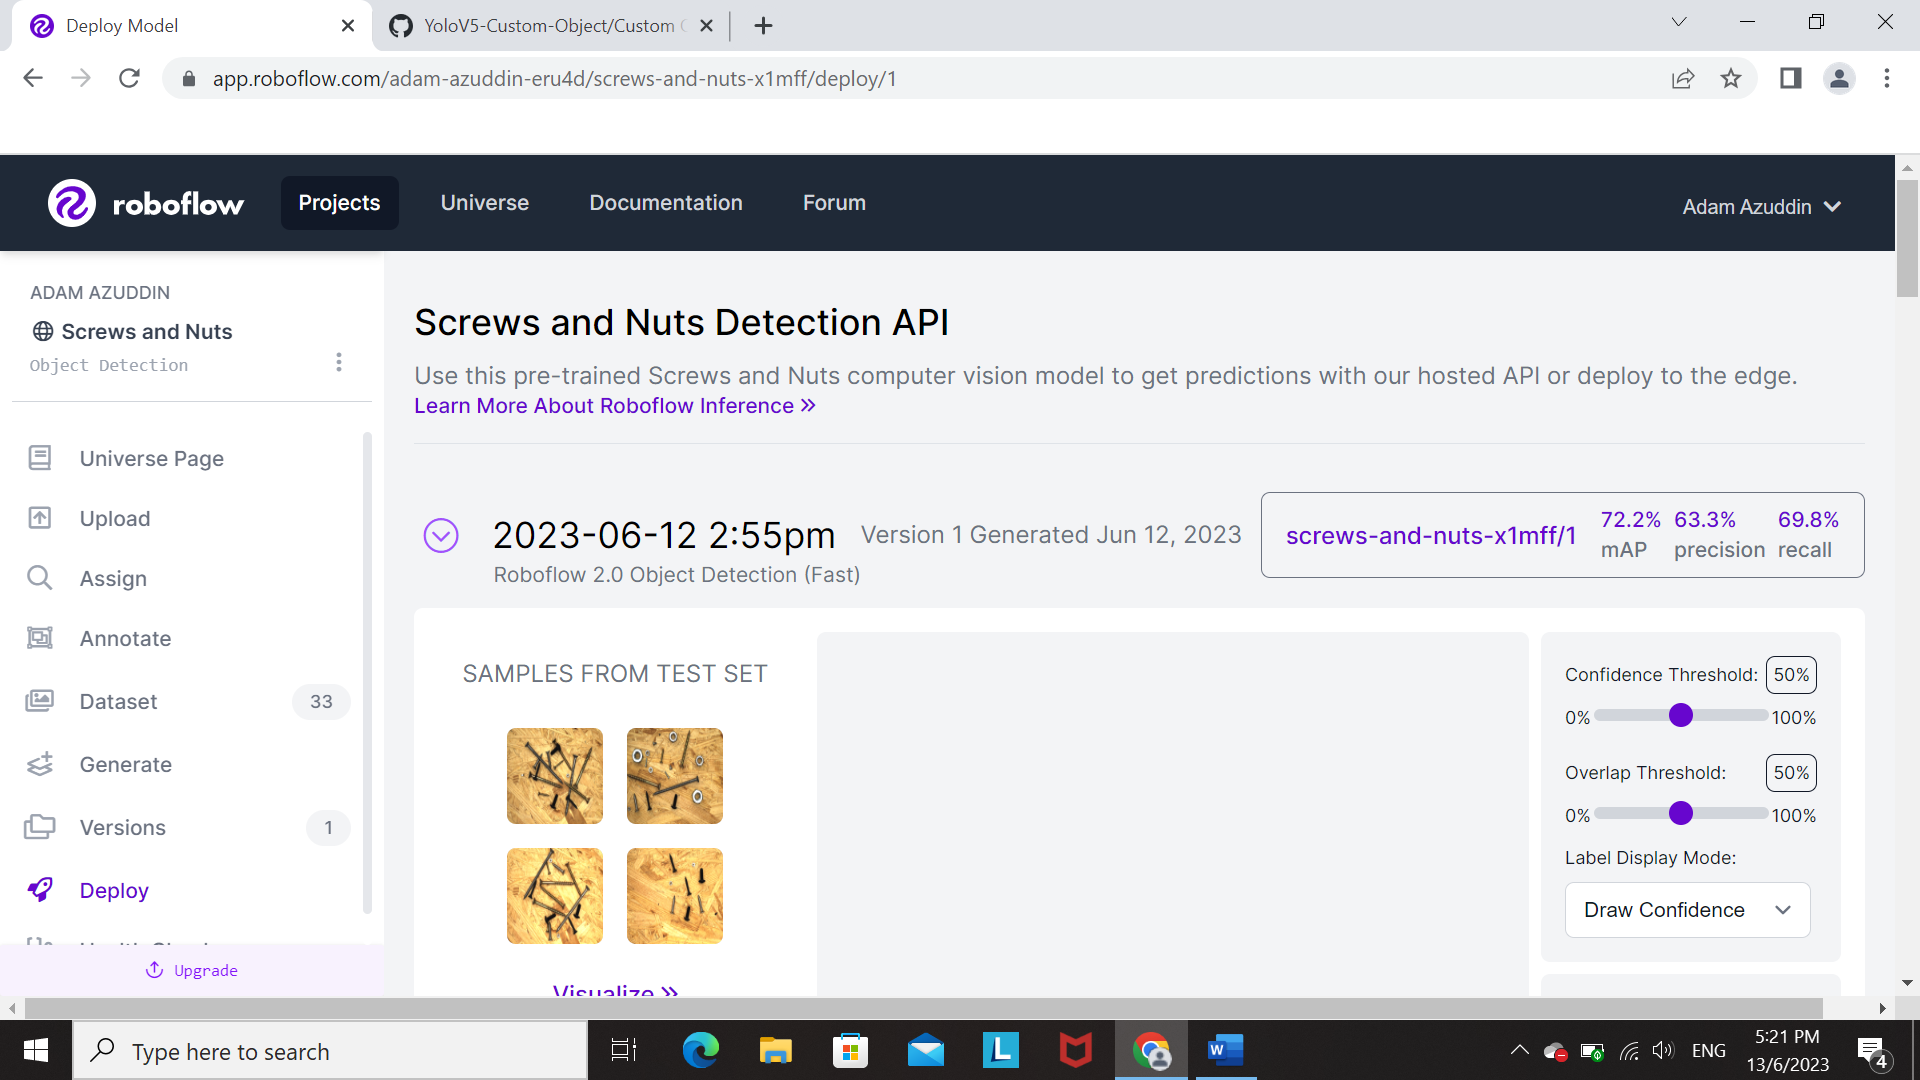 Deploy Model
YoloV5-Custom-Object/Custom
app.roboflow.com/adam-azuddin-eru4d/screws-and-nuts-x1mff/deploy/1
roboflow
Projects
Universe
Documentation
Forum
Adam Azuddin
ADAM AZUDDIN
Screws and Nuts
Object Detection
Universe Page
Upload
Assign
Annotate
Dataset 33
Generate
Versions 1
Deploy
Upgrade
Screws and Nuts Detection API
Use this pre-trained Screws and Nuts computer vision model to get predictions with our hosted API or deploy to the edge.
Learn More About Roboflow Inference »
2023-06-12 2:55pm
Version 1 Generated Jun 12, 2023
Roboflow 2.0 Object Detection (Fast)
screws-and-nuts-x1mff/1
72.2% 63.3% 69.8%
mAP precision recall
SAMPLES FROM TEST SET
Visualize »
Confidence Threshold: 50%
0% 100%
Overlap Threshold: 50%
0% 100%
Label Display Mode:
Draw Confidence
Type here to search
L
W
ENG
5:21 PM
13/6/2023
4